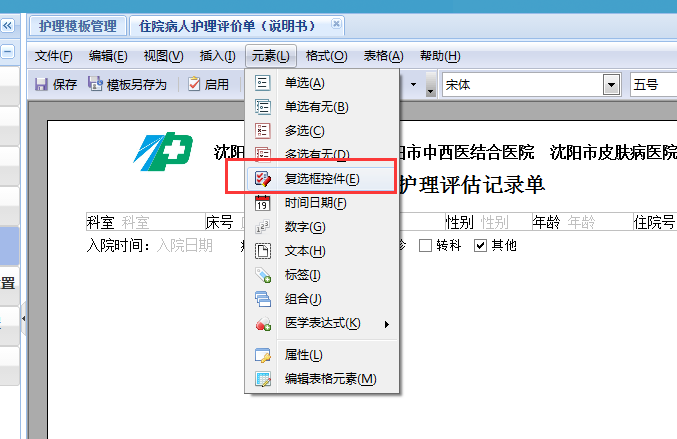 护理模板管理 住院病人护理评价单（说明书）
文件(F) 编辑(E) 视图(V) 插入(I) 元素(L) 格式(O) 表格(A) 帮助(H)
保存 模板另存为 启用 宋体 五号
单选(A)
单选有无(B)
多选(C)
多选有无(D)
复选框控件(E)
时间日期(F)
数字(G)
文本(H)
标签(I)
组合(J)
医学表达式(K)
属性(L)
编辑表格元素(M)
19
沈阳 市中西医结合医院 沈阳市皮肤病医院
护理评估记录单
科室 科室 床号 性别 性别 年龄 年龄 住院号
入院时间： 入院日期 转科 其他
置